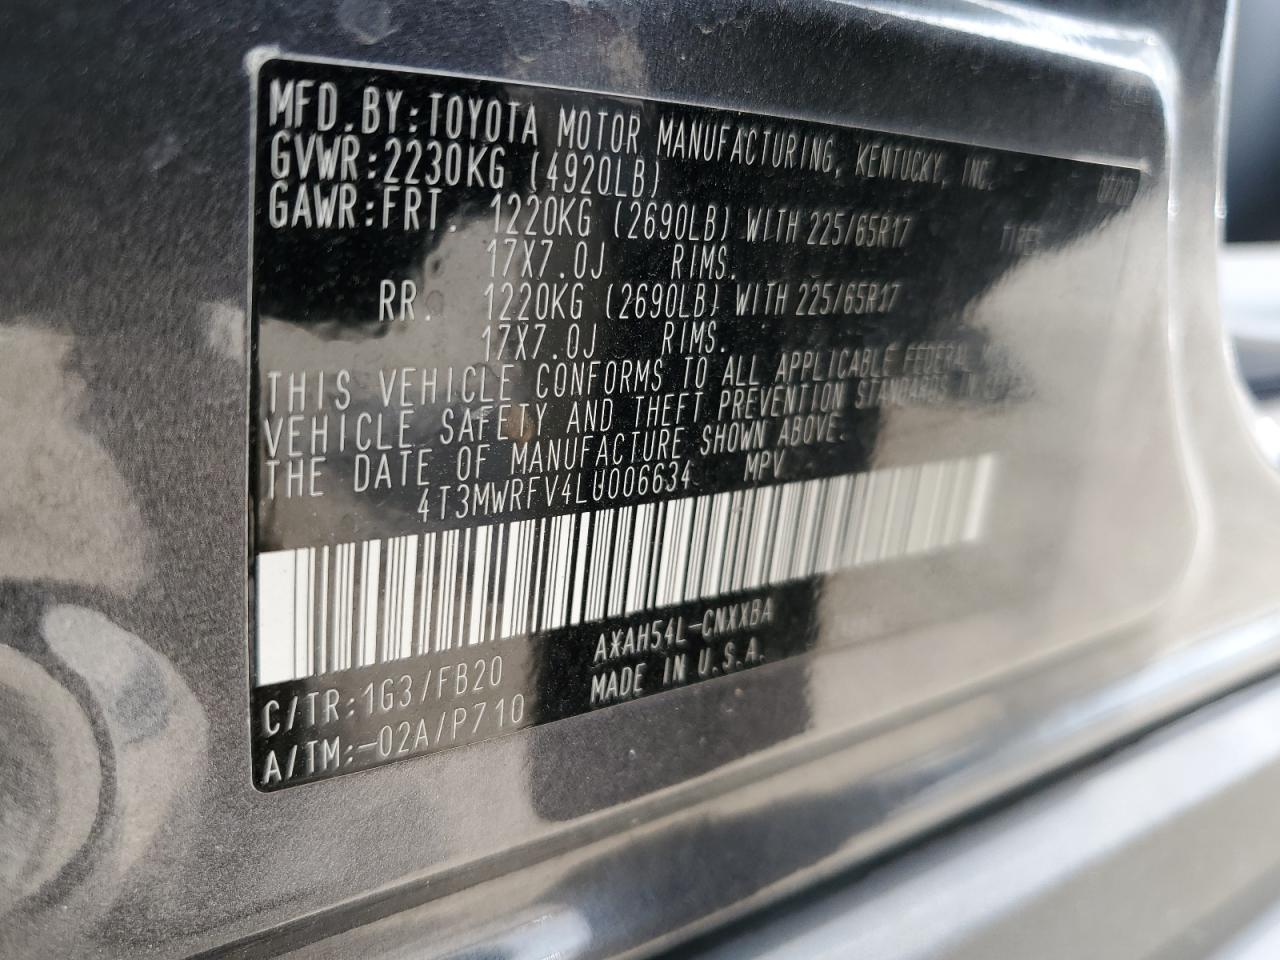 MFD.BY:TOYOTA MOTOR MANUFACTURING, KENTUCKY, INC.
GVWR:2230KG (4920LB)
GAWR:FRT. 1220KG (2690LB) WITH 225/65R17 TIRES
17X7.0J RIMS.
RR. 1220KG (2690LB) WITH 225/65R17
17X7.0J RIMS.
THIS VEHICLE CONFORMS TO ALL APPLICABLE FEDERAL
VEHICLE SAFETY AND THEFT PREVENTION STANDARDS IN
THE DATE OF MANUFACTURE SHOWN ABOVE.
4T3MWRFV4LU006634 MPV
C/TR:1G3/FB20 AXAH54L-CNXXBA
A/TM:-02A/P710 MADE IN U.S.A.